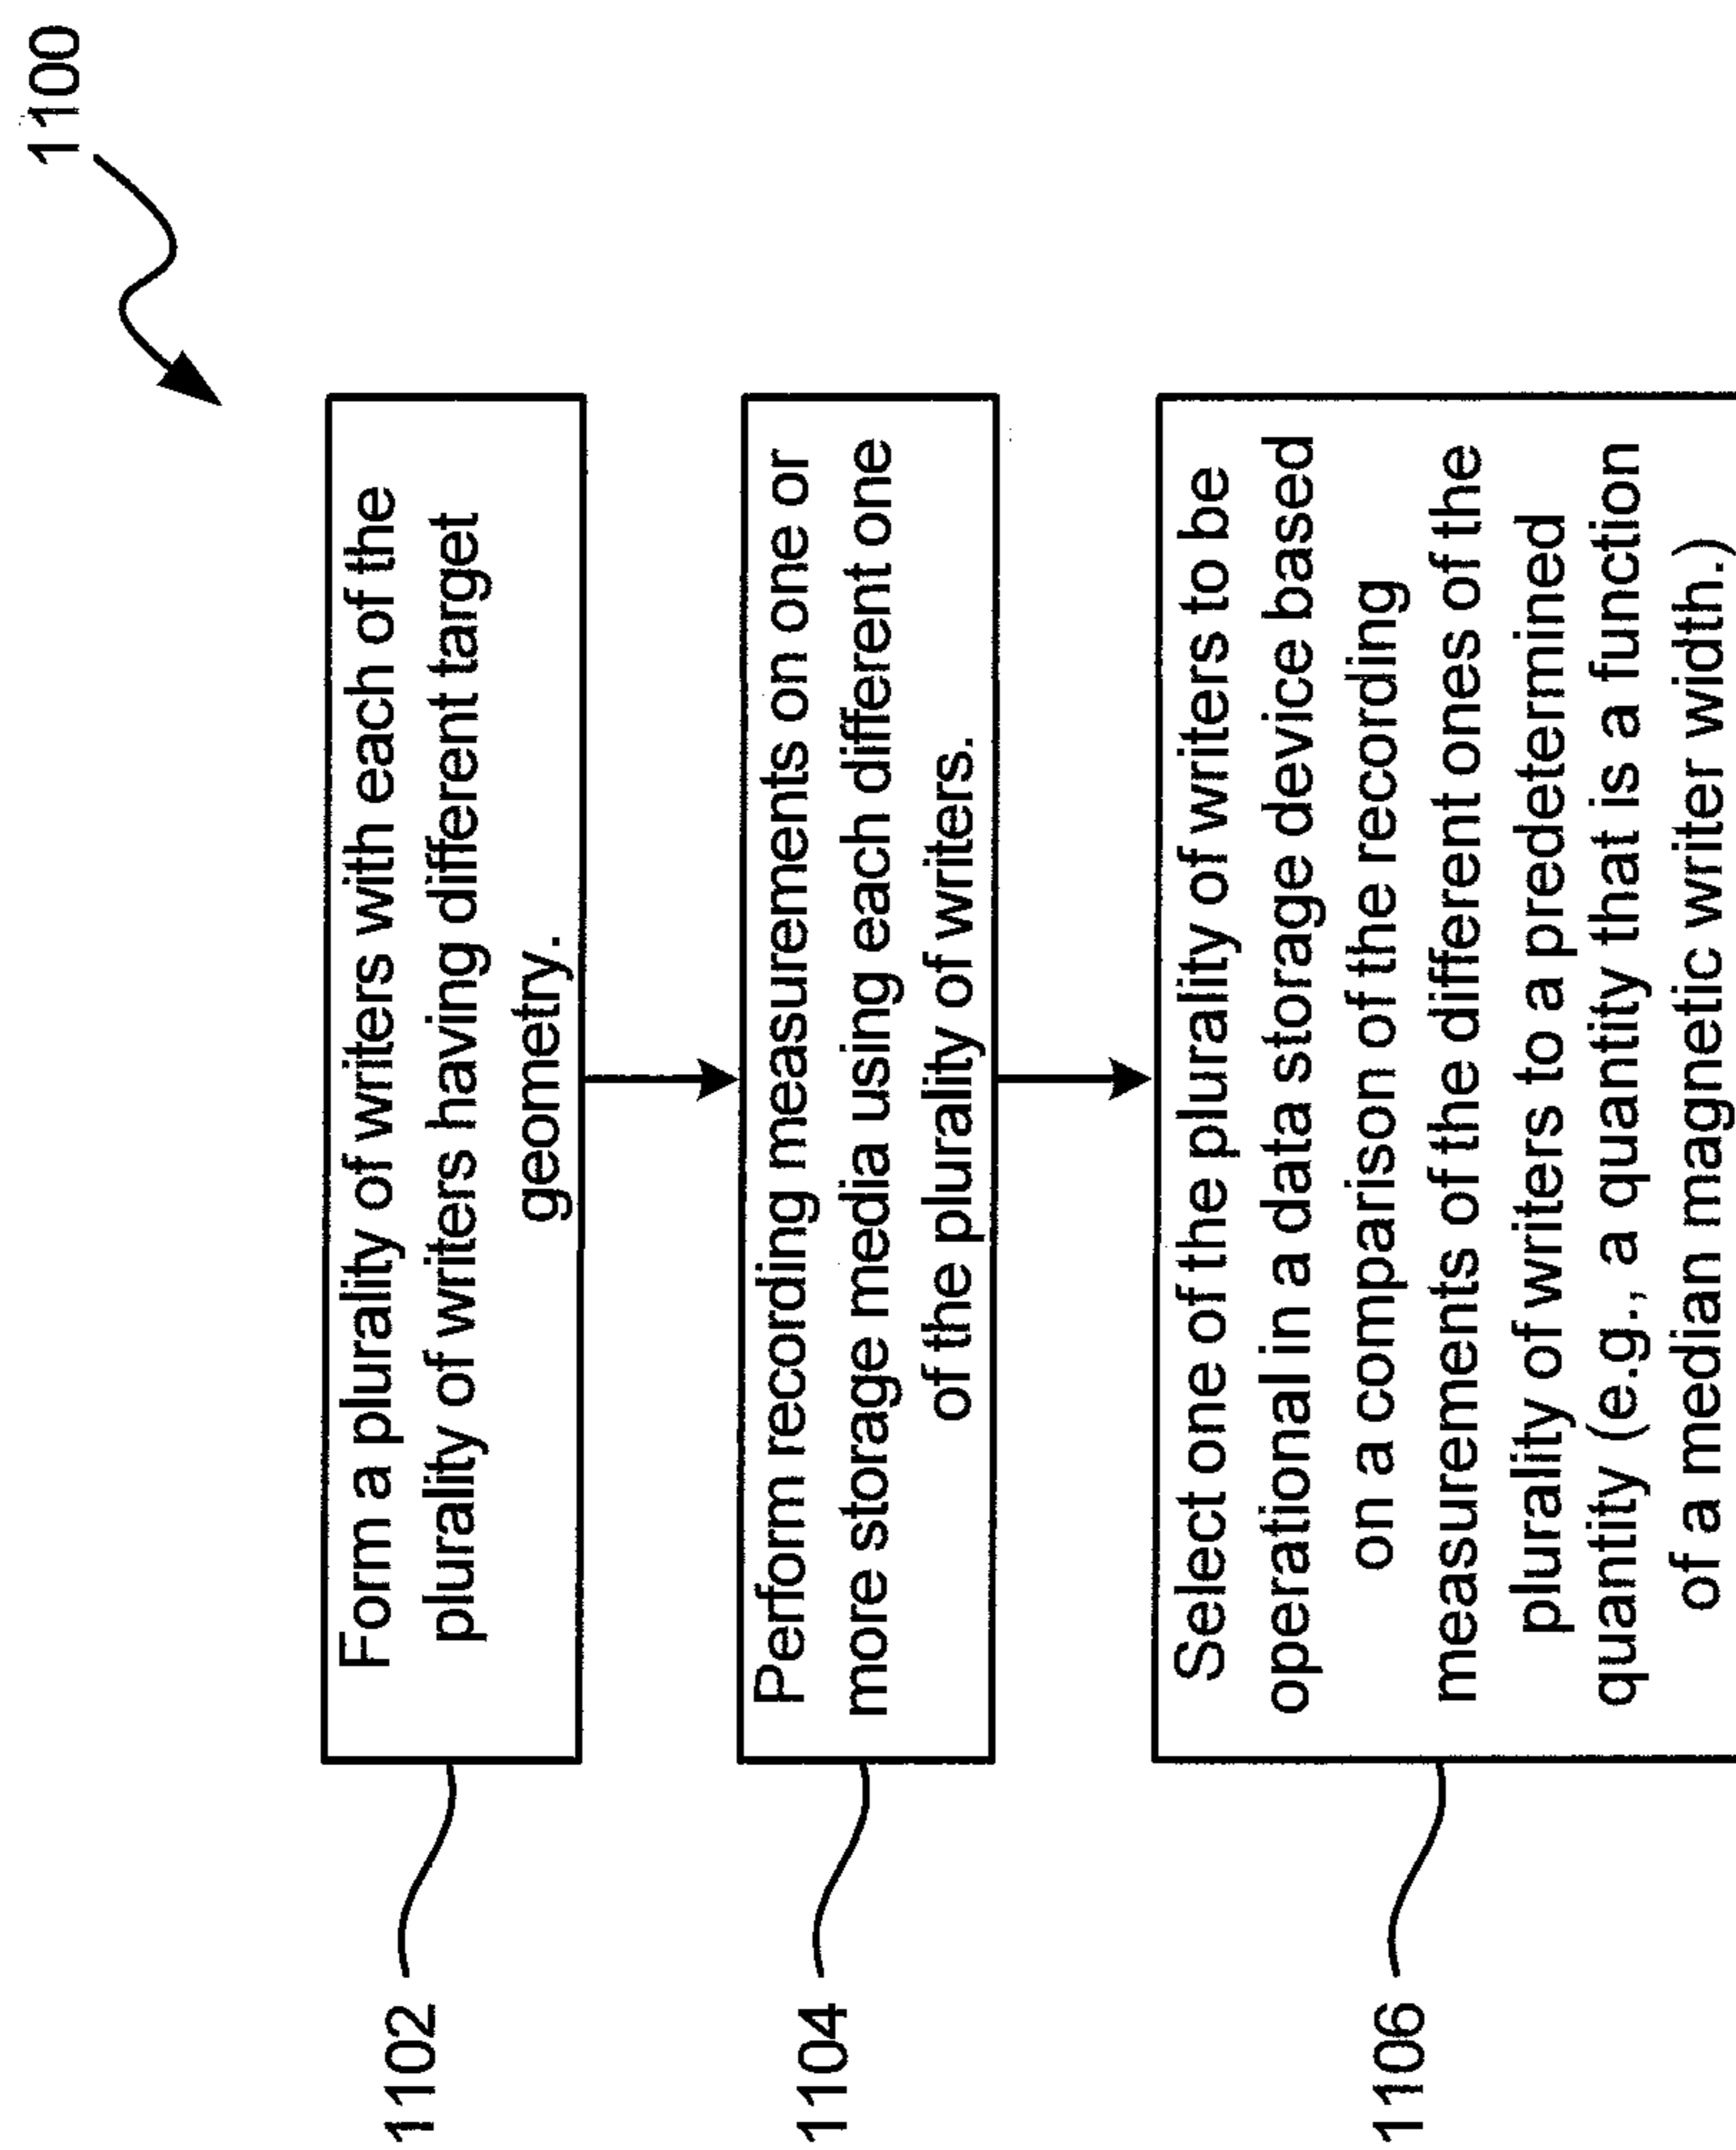 1100
1102
Form a plurality of writers with each of the
plurality of writers having different target
geometry.
1104
Perform recording measurements on one or
more storage media using each different one
of the plurality of writers.
1106
Select one of the plurality of writers to be
operational in a data storage device based
on a comparison of the recording
measurements of the different ones of the
plurality of writers to a predetermined
quantity (e.g., a quantity that is a function
of a median magnetic writer width.)